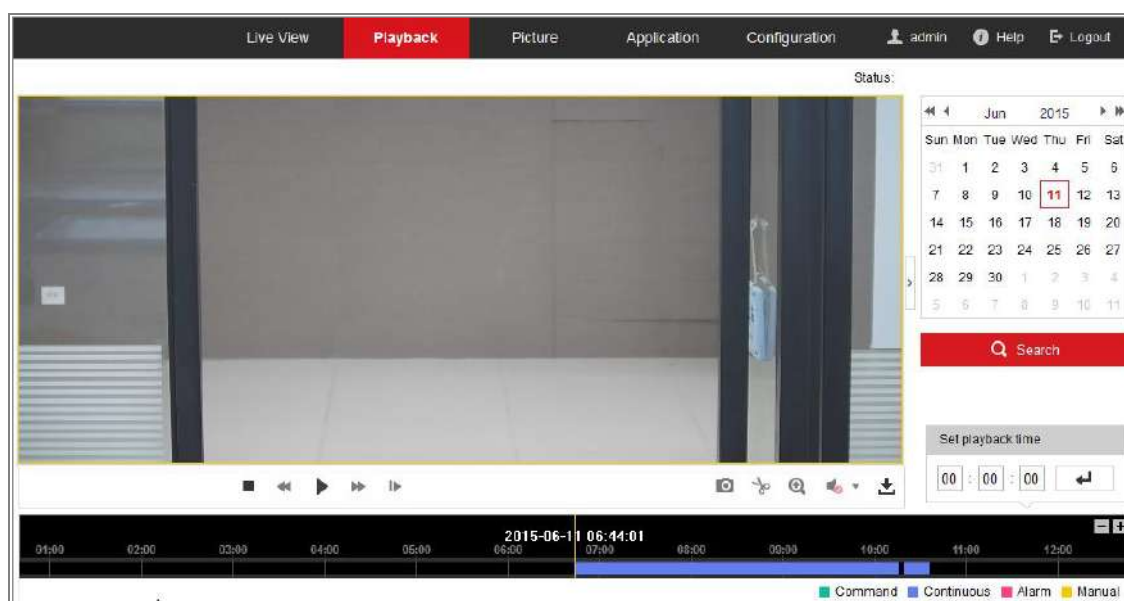 Live View Playback Picture Application Configuration admin Help Logout
Status:
Jun 2015
Sun Mon Tue Wed Thu Fri Sat
31 1 2 3 4 5 6
7 8 9 10 11 12 13
14 15 16 17 18 19 20
21 22 23 24 25 26 27
28 29 30 1 2 3 4
5 6 7 8 9 10 11
Search
Set playback time
00 : 00 : 00
2015-06-11 06:44:01
01:00 02:00 03:00 04:00 05:00 06:00 07:00 08:00 09:00 10:00 11:00 12:00
Command Continuous Alarm Manual